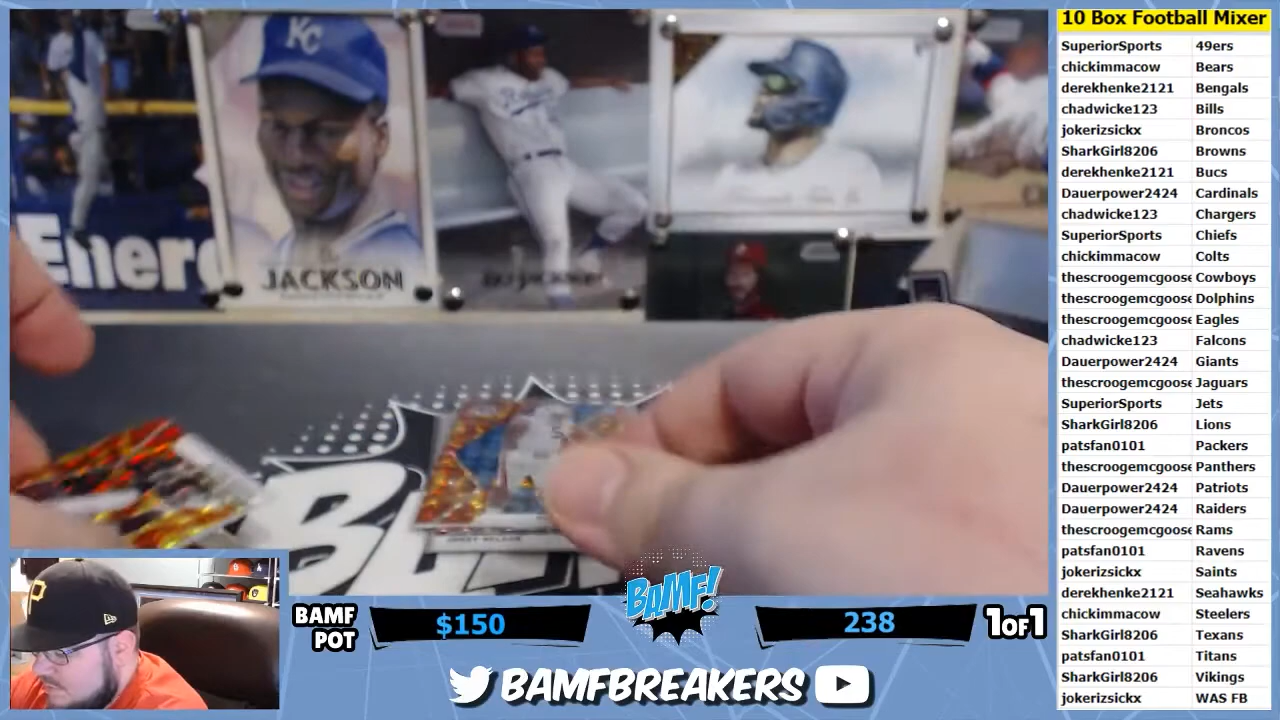 10 Box Football Mixer
SuperiorSports 49ers
chickimmacow Bears
derekhenke2121 Bengals
chadwicke123 Bills
jokerizsickx Broncos
SharkGirl8206 Browns
derekhenke2121 Bucs
Dauerpower2424 Cardinals
chadwicke123 Chargers
SuperiorSports Chiefs
chickimmacow Colts
thescroogemcgoose Cowboys
thescroogemcgoose Dolphins
thescroogemcgoose Eagles
chadwicke123 Falcons
Dauerpower2424 Giants
thescroogemcgoose Jaguars
SuperiorSports Jets
SharkGirl8206 Lions
patsfan0101 Packers
thescroogemcgoose Panthers
Dauerpower2424 Patriots
Dauerpower2424 Raiders
thescroogemcgoose Rams
patsfan0101 Ravens
jokerizsickx Saints
derekhenke2121 Seahawks
chickimmacow Steelers
SharkGirl8206 Texans
patsfan0101 Titans
SharkGirl8206 Vikings
jokerizsickx WAS FB
KC
Energ
JACKSON
BAMF
POT
$150
BAMF!
238
1OF1
BAMFBREAKERS
P